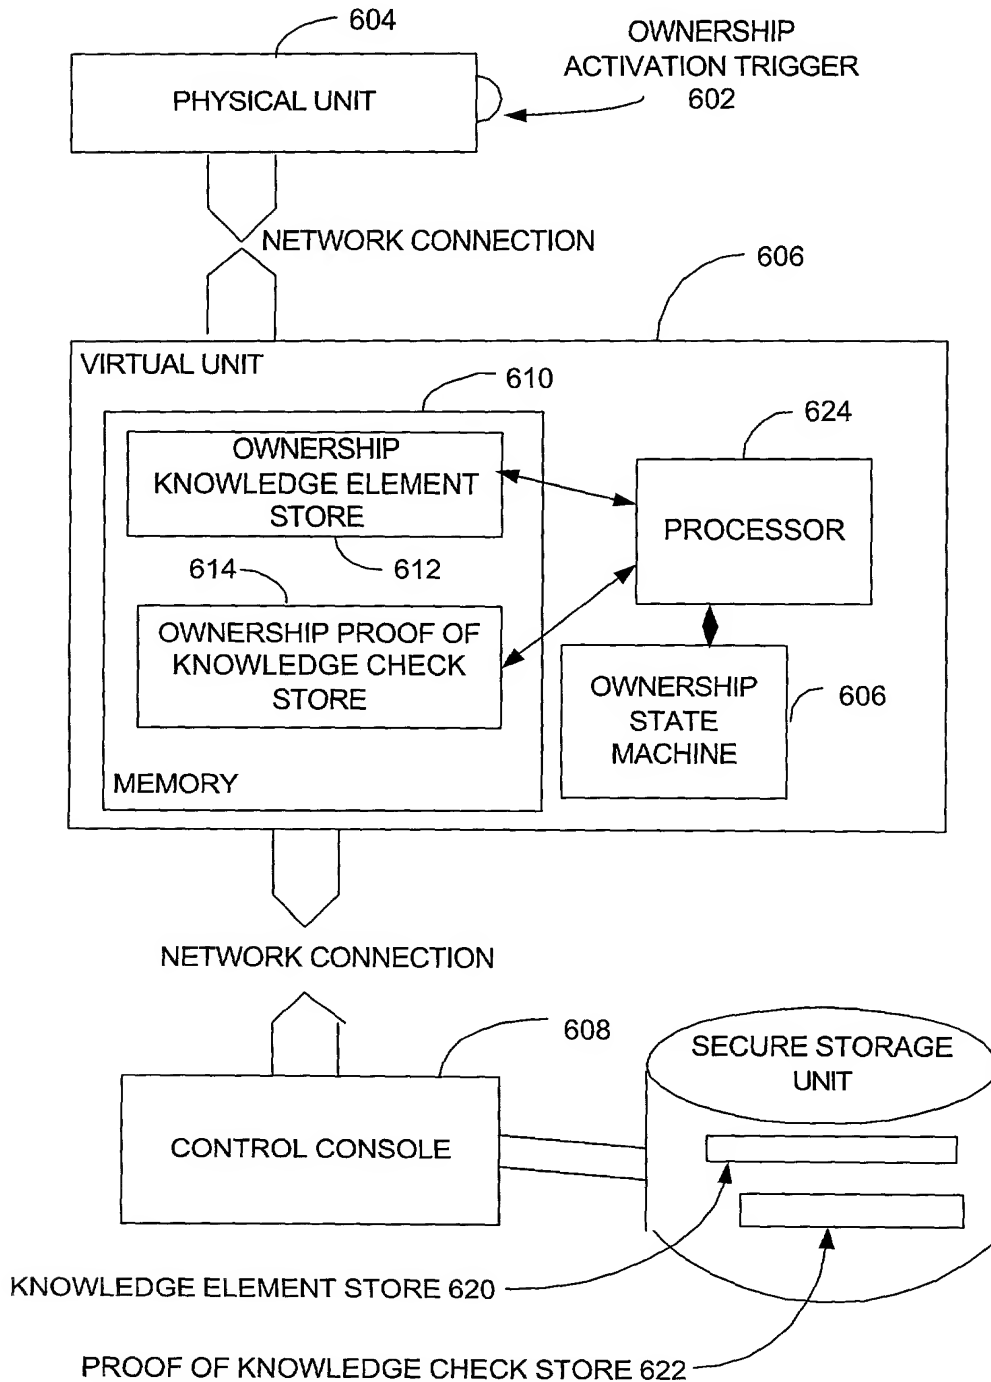 604
OWNERSHIP
ACTIVATION TRIGGER
602
PHYSICAL UNIT
NETWORK CONNECTION
606
VIRTUAL UNIT
610
624
OWNERSHIP
KNOWLEDGE ELEMENT
STORE
PROCESSOR
614
612
OWNERSHIP PROOF OF
KNOWLEDGE CHECK
STORE
OWNERSHIP
STATE
MACHINE
606
MEMORY
NETWORK CONNECTION
608
SECURE STORAGE
UNIT
CONTROL CONSOLE
KNOWLEDGE ELEMENT STORE 620
PROOF OF KNOWLEDGE CHECK STORE 622